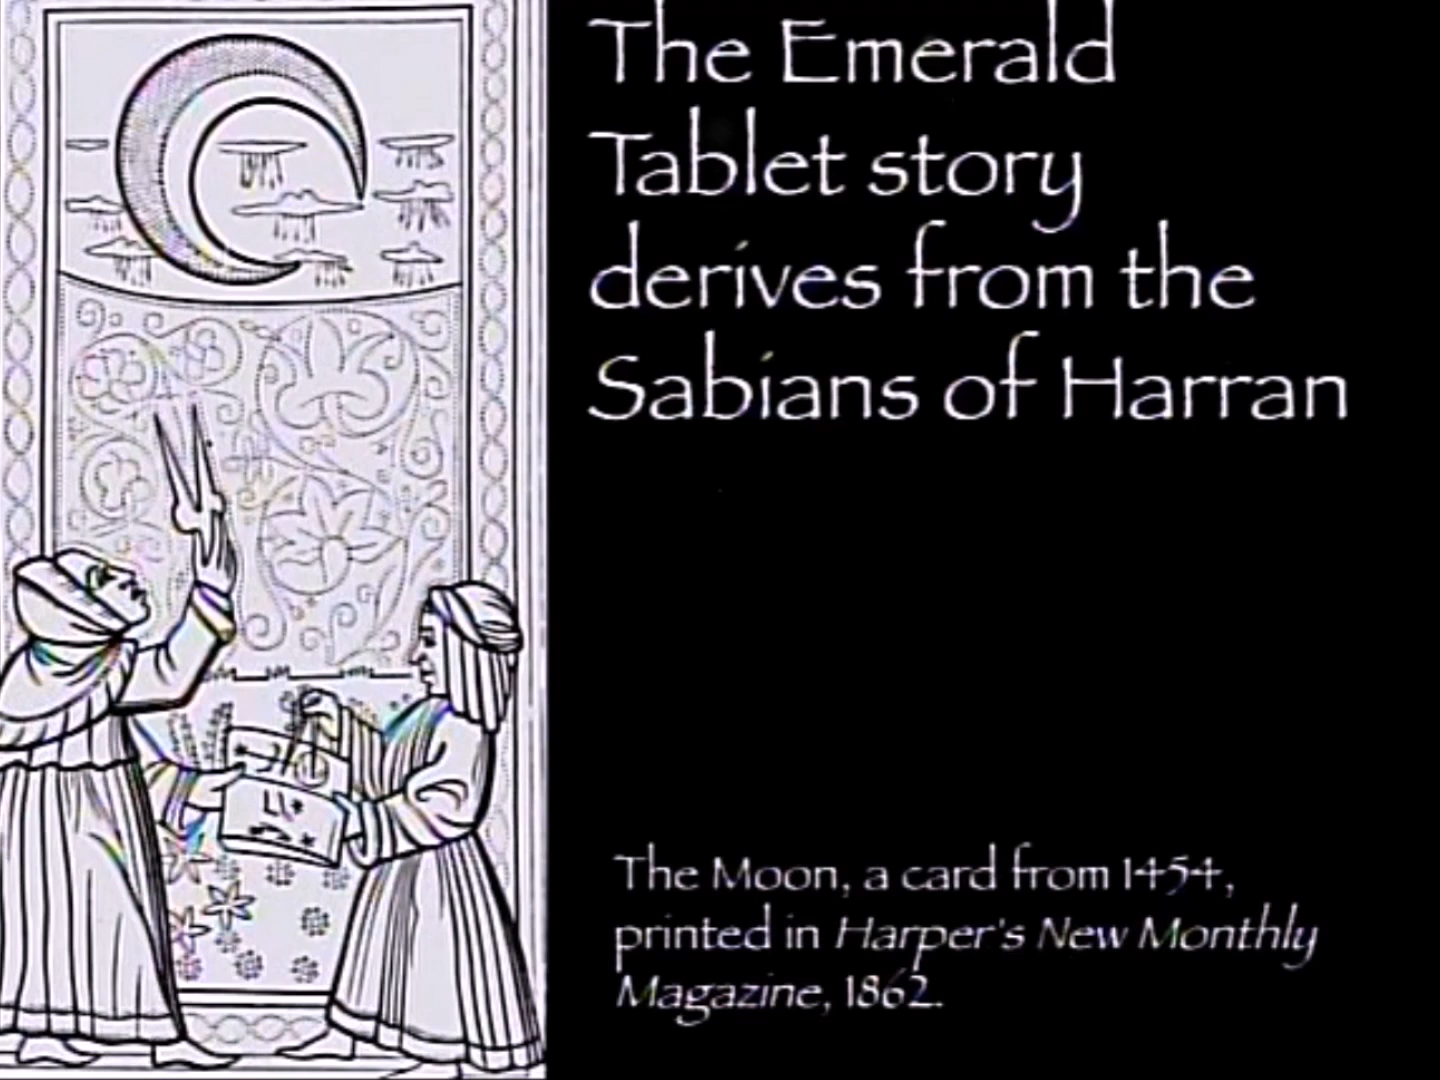 The Emerald
Tablet story
derives from the
Sabians of Harran
The Moon, a card from 1454,
printed in Harper's New Monthly
Magazine, 1862.